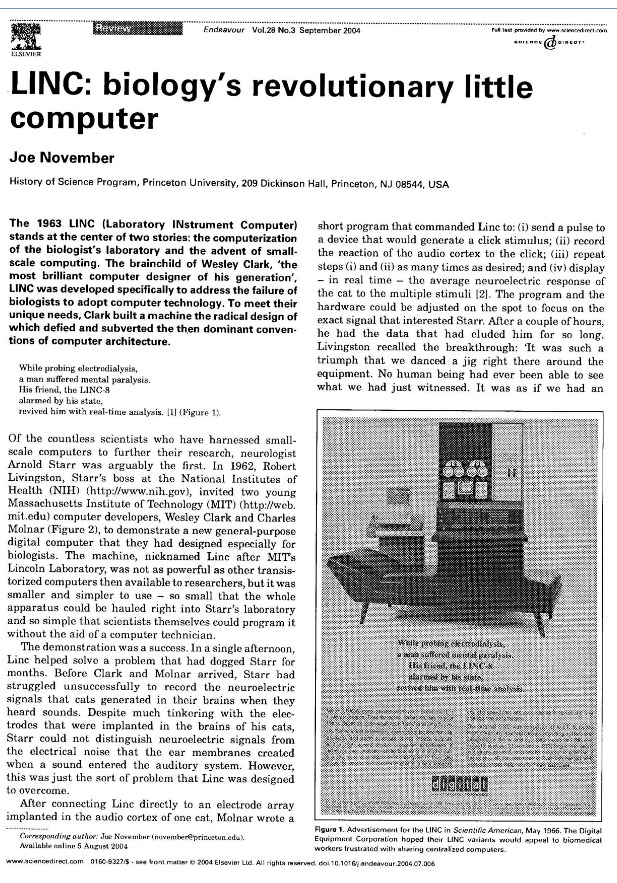 Review
Endeavour Vol.28 No.3 September 2004
Full text provided by www.sciencedirect.com
SCIENCE DIRECT®
ELSEVIER
LINC: biology's revolutionary little
computer
Joe November
History of Science Program, Princeton University, 209 Dickinson Hall, Princeton, NJ 08544, USA
The 1963 LINC (Laboratory INstrument Computer)
stands at the center of two stories: the computerization
of the biologist's laboratory and the advent of small-
scale computing. The brainchild of Wesley Clark, 'the
most brilliant computer designer of his generation',
LINC was developed specifically to address the failure of
biologists to adopt computer technology. To meet their
unique needs, Clark built a machine the radical design of
which defied and subverted the then dominant conven-
tions of computer architecture.
While probing electrodialysis,
a man suffered mental paralysis.
His friend, the LINC-8
alarmed by his state,
revived him with real-time analysis. [1] (Figure 1).
Of the countless scientists who have harnessed small-
scale computers to further their research, neurologist
Arnold Starr was arguably the first. In 1962, Robert
Livingston, Starr's boss at the National Institutes of
Health (NIH) (http://www.nih.gov), invited two young
Massachusetts Institute of Technology (MIT) (http://web.
mit.edu) computer developers, Wesley Clark and Charles
Molnar (Figure 2), to demonstrate a new general-purpose
digital computer that they had designed especially for
biologists. The machine, nicknamed Linc after MIT's
Lincoln Laboratory, was not as powerful as other transis-
torized computers then available to researchers, but it was
smaller and simpler to use – so small that the whole
apparatus could be hauled right into Starr's laboratory
and so simple that scientists themselves could program it
without the aid of a computer technician.
The demonstration was a success. In a single afternoon,
Linc helped solve a problem that had dogged Starr for
months. Before Clark and Molnar arrived, Starr had
struggled unsuccessfully to record the neuroelectric
signals that cats generated in their brains when they
heard sounds. Despite much tinkering with the elec-
trodes that were implanted in the brains of his cats,
Starr could not distinguish neuroelectric signals from
the electrical noise that the ear membranes created
when a sound entered the auditory system. However,
this was just the sort of problem that Linc was designed
to overcome.
After connecting Linc directly to an electrode array
implanted in the audio cortex of one cat, Molnar wrote a
Corresponding author: Joe November (november@princeton.edu).
Available online 5 August 2004
short program that commanded Linc to: (i) send a pulse to
a device that would generate a click stimulus; (ii) record
the reaction of the audio cortex to the click; (iii) repeat
steps (i) and (ii) as many times as desired; and (iv) display
– in real time – the average neuroelectric response of
the cat to the multiple stimuli [2]. The program and the
hardware could be adjusted on the spot to focus on the
exact signal that interested Starr. After a couple of hours,
he had the data that had eluded him for so long.
Livingston recalled the breakthrough: 'It was such a
triumph that we danced a jig right there around the
equipment. No human being had ever been able to see
what we had just witnessed. It was as if we had an
While probing electrodialysis,
a man suffered mental paralysis.
His friend, the LINC-8
alarmed by his state,
revived him with real-time analysis.
digital
Figure 1. Advertisement for the LINC in Scientific American, May 1966. The Digital
Equipment Corporation hoped their LINC variants would appeal to biomedical
workers frustrated with sharing centralized computers.
www.sciencedirect.com 0160-9327/$ - see front matter © 2004 Elsevier Ltd. All rights reserved. doi:10.1016/j.endeavour.2004.07.006